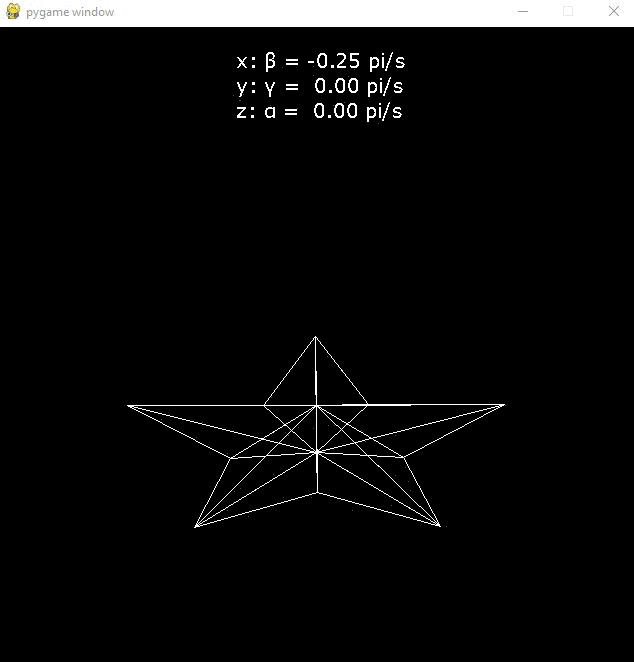 pygame window
x: β = -0.25 pi/s
y: γ =  0.00 pi/s
z: α =  0.00 pi/s